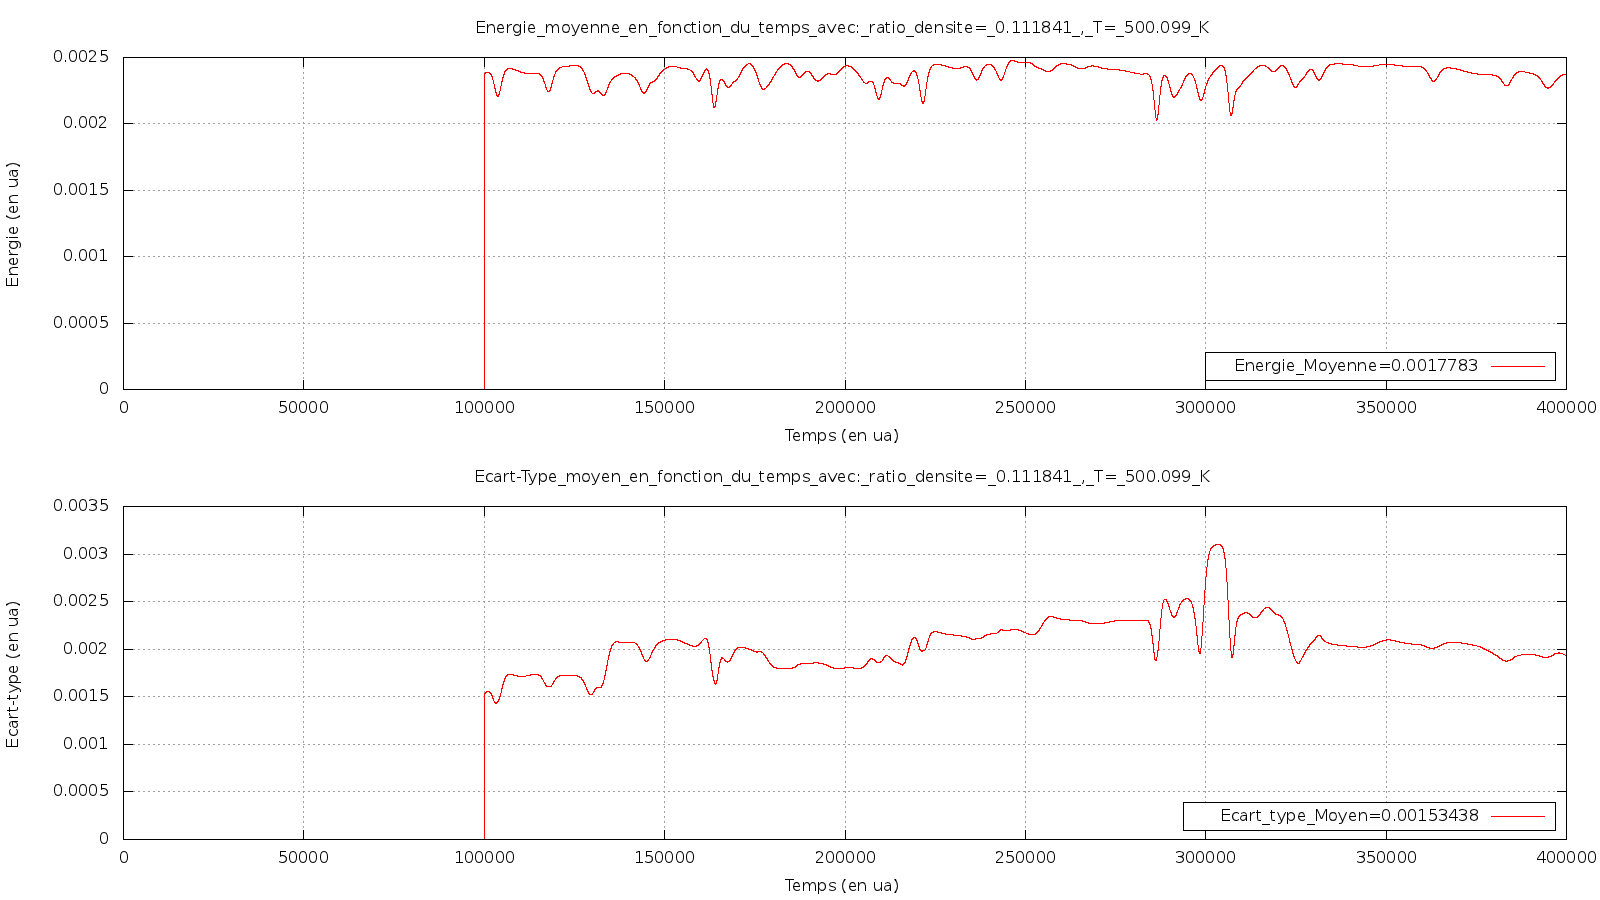 Energie_moyenne_en_fonction_du_temps_avec:_ratio_densite=_0.111841_,_T=_500.099_K
0.0025
0.002
0.0015
0.001
0.0005
0
Energie (en ua)
Energie_Moyenne=0.0017783
0 50000 100000 150000 200000 250000 300000 350000 400000
Temps (en ua)
Ecart-Type_moyen_en_fonction_du_temps_avec:_ratio_densite=_0.111841_,_T=_500.099_K
0.0035
0.003
0.0025
0.002
0.0015
0.001
0.0005
0
Ecart-type (en ua)
Ecart_type_Moyen=0.00153438
0 50000 100000 150000 200000 250000 300000 350000 400000
Temps (en ua)